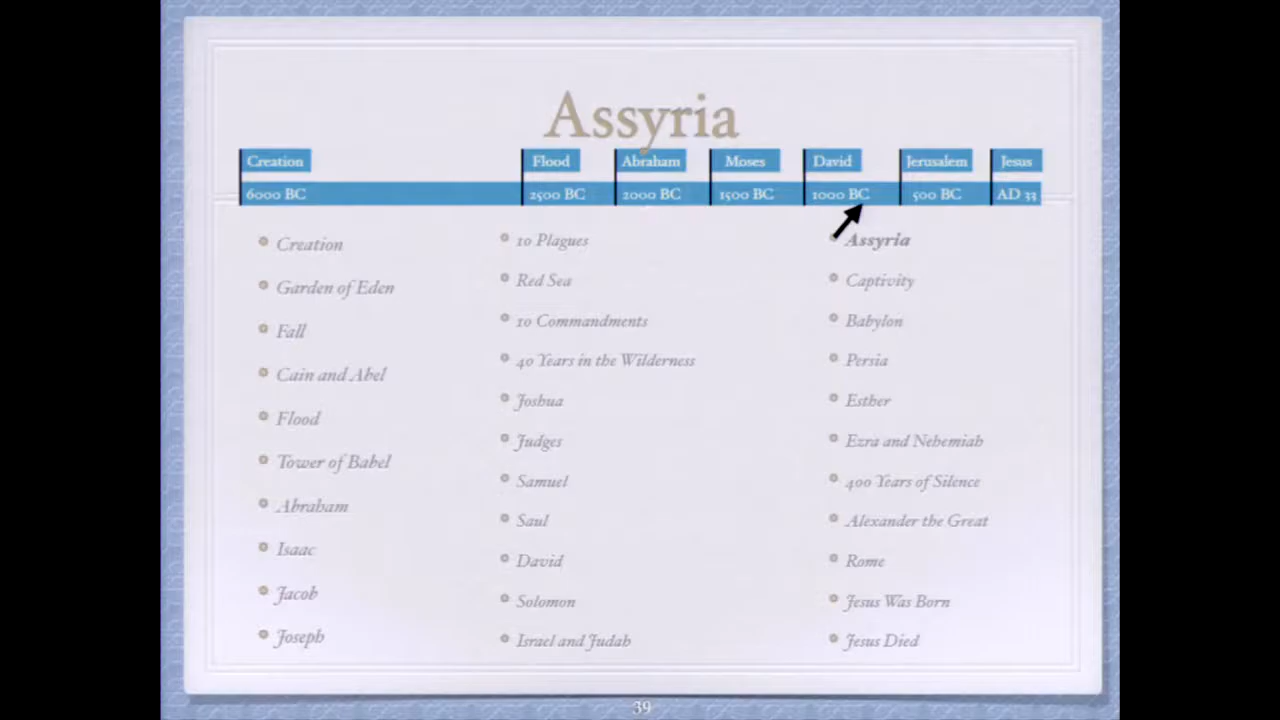 Assyria
Creation Flood Abraham Moses David Jerusalem Jesus
6000 BC 2500 BC 2000 BC 1500 BC 1000 BC 500 BC AD 33
Creation
Garden of Eden
Fall
Cain and Abel
Flood
Tower of Babel
Abraham
Isaac
Jacob
Joseph
10 Plagues
Red Sea
10 Commandments
40 Years in the Wilderness
Joshua
Judges
Samuel
Saul
David
Solomon
Israel and Judah
Assyria
Captivity
Babylon
Persia
Esther
Ezra and Nehemiah
400 Years of Silence
Alexander the Great
Rome
Jesus Was Born
Jesus Died
39